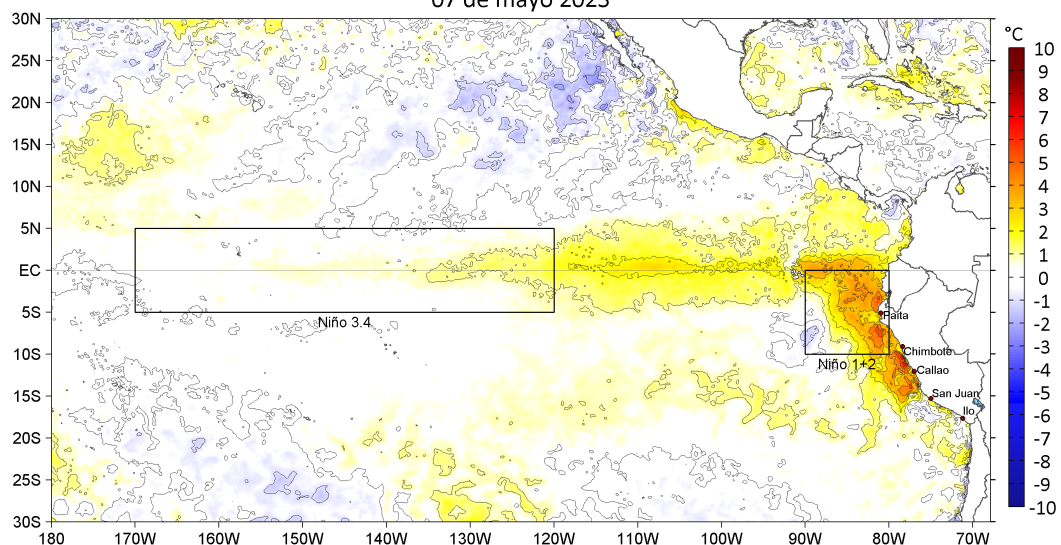 07 de mayo 2023
°C
30N
25N
20N
15N
10N
5N
EC
5S
10S
15S
20S
25S
30S
180
170W
160W
150W
140W
130W
120W
110W
100W
90W
80W
70W
Niño 3.4
Niño 1+2
Paita
Chimbote
Callao
San Juan
Ilo
10
9
8
7
6
5
4
3
2
1
0
-1
-2
-3
-4
-5
-6
-7
-8
-9
-10